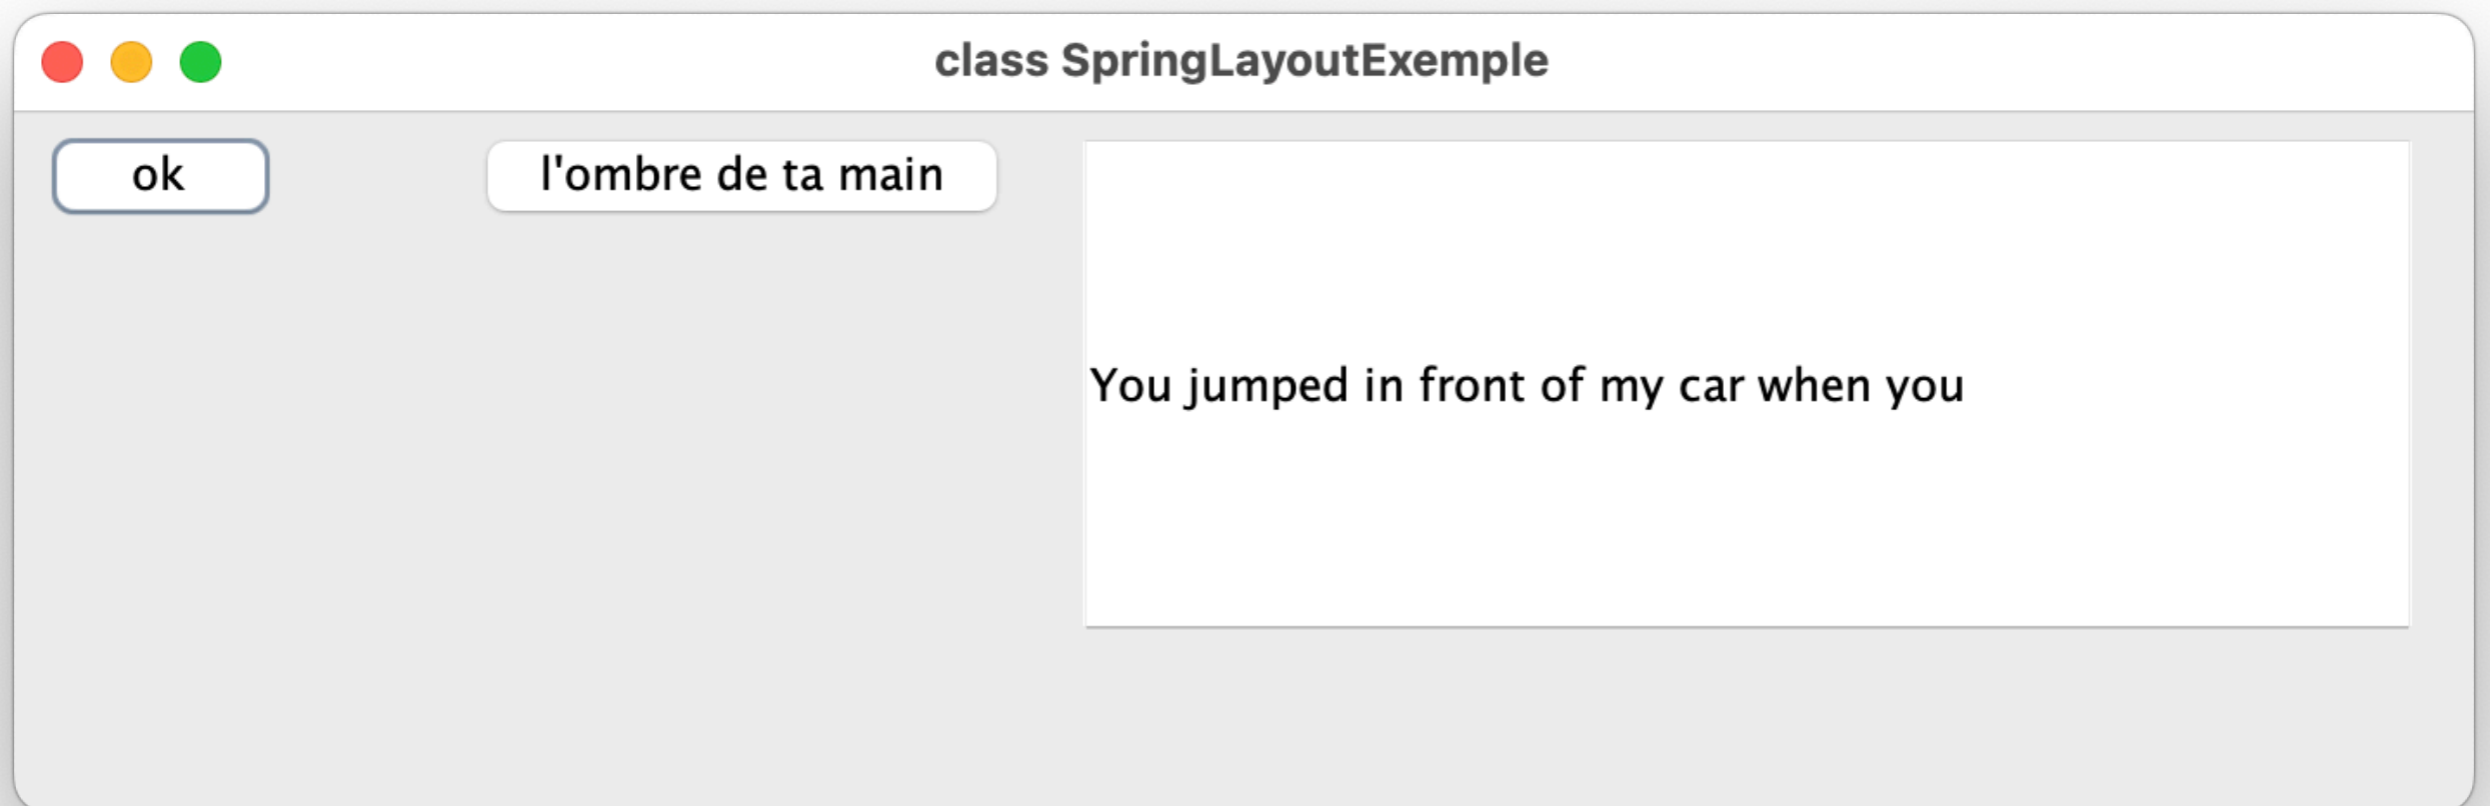 class SpringLayoutExemple
ok
l'ombre de ta main
You jumped in front of my car when you